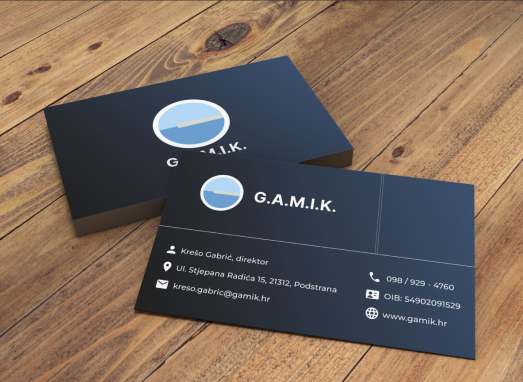 G.A.M.I.K.
G.A.M.I.K.
Krešo Gabrić, direktor
Ul. Stjepana Radića 15, 21312, Podstrana
kreso.gabric@gamik.hr
098 / 929 - 4760
OIB: 54902091529
www.gamik.hr